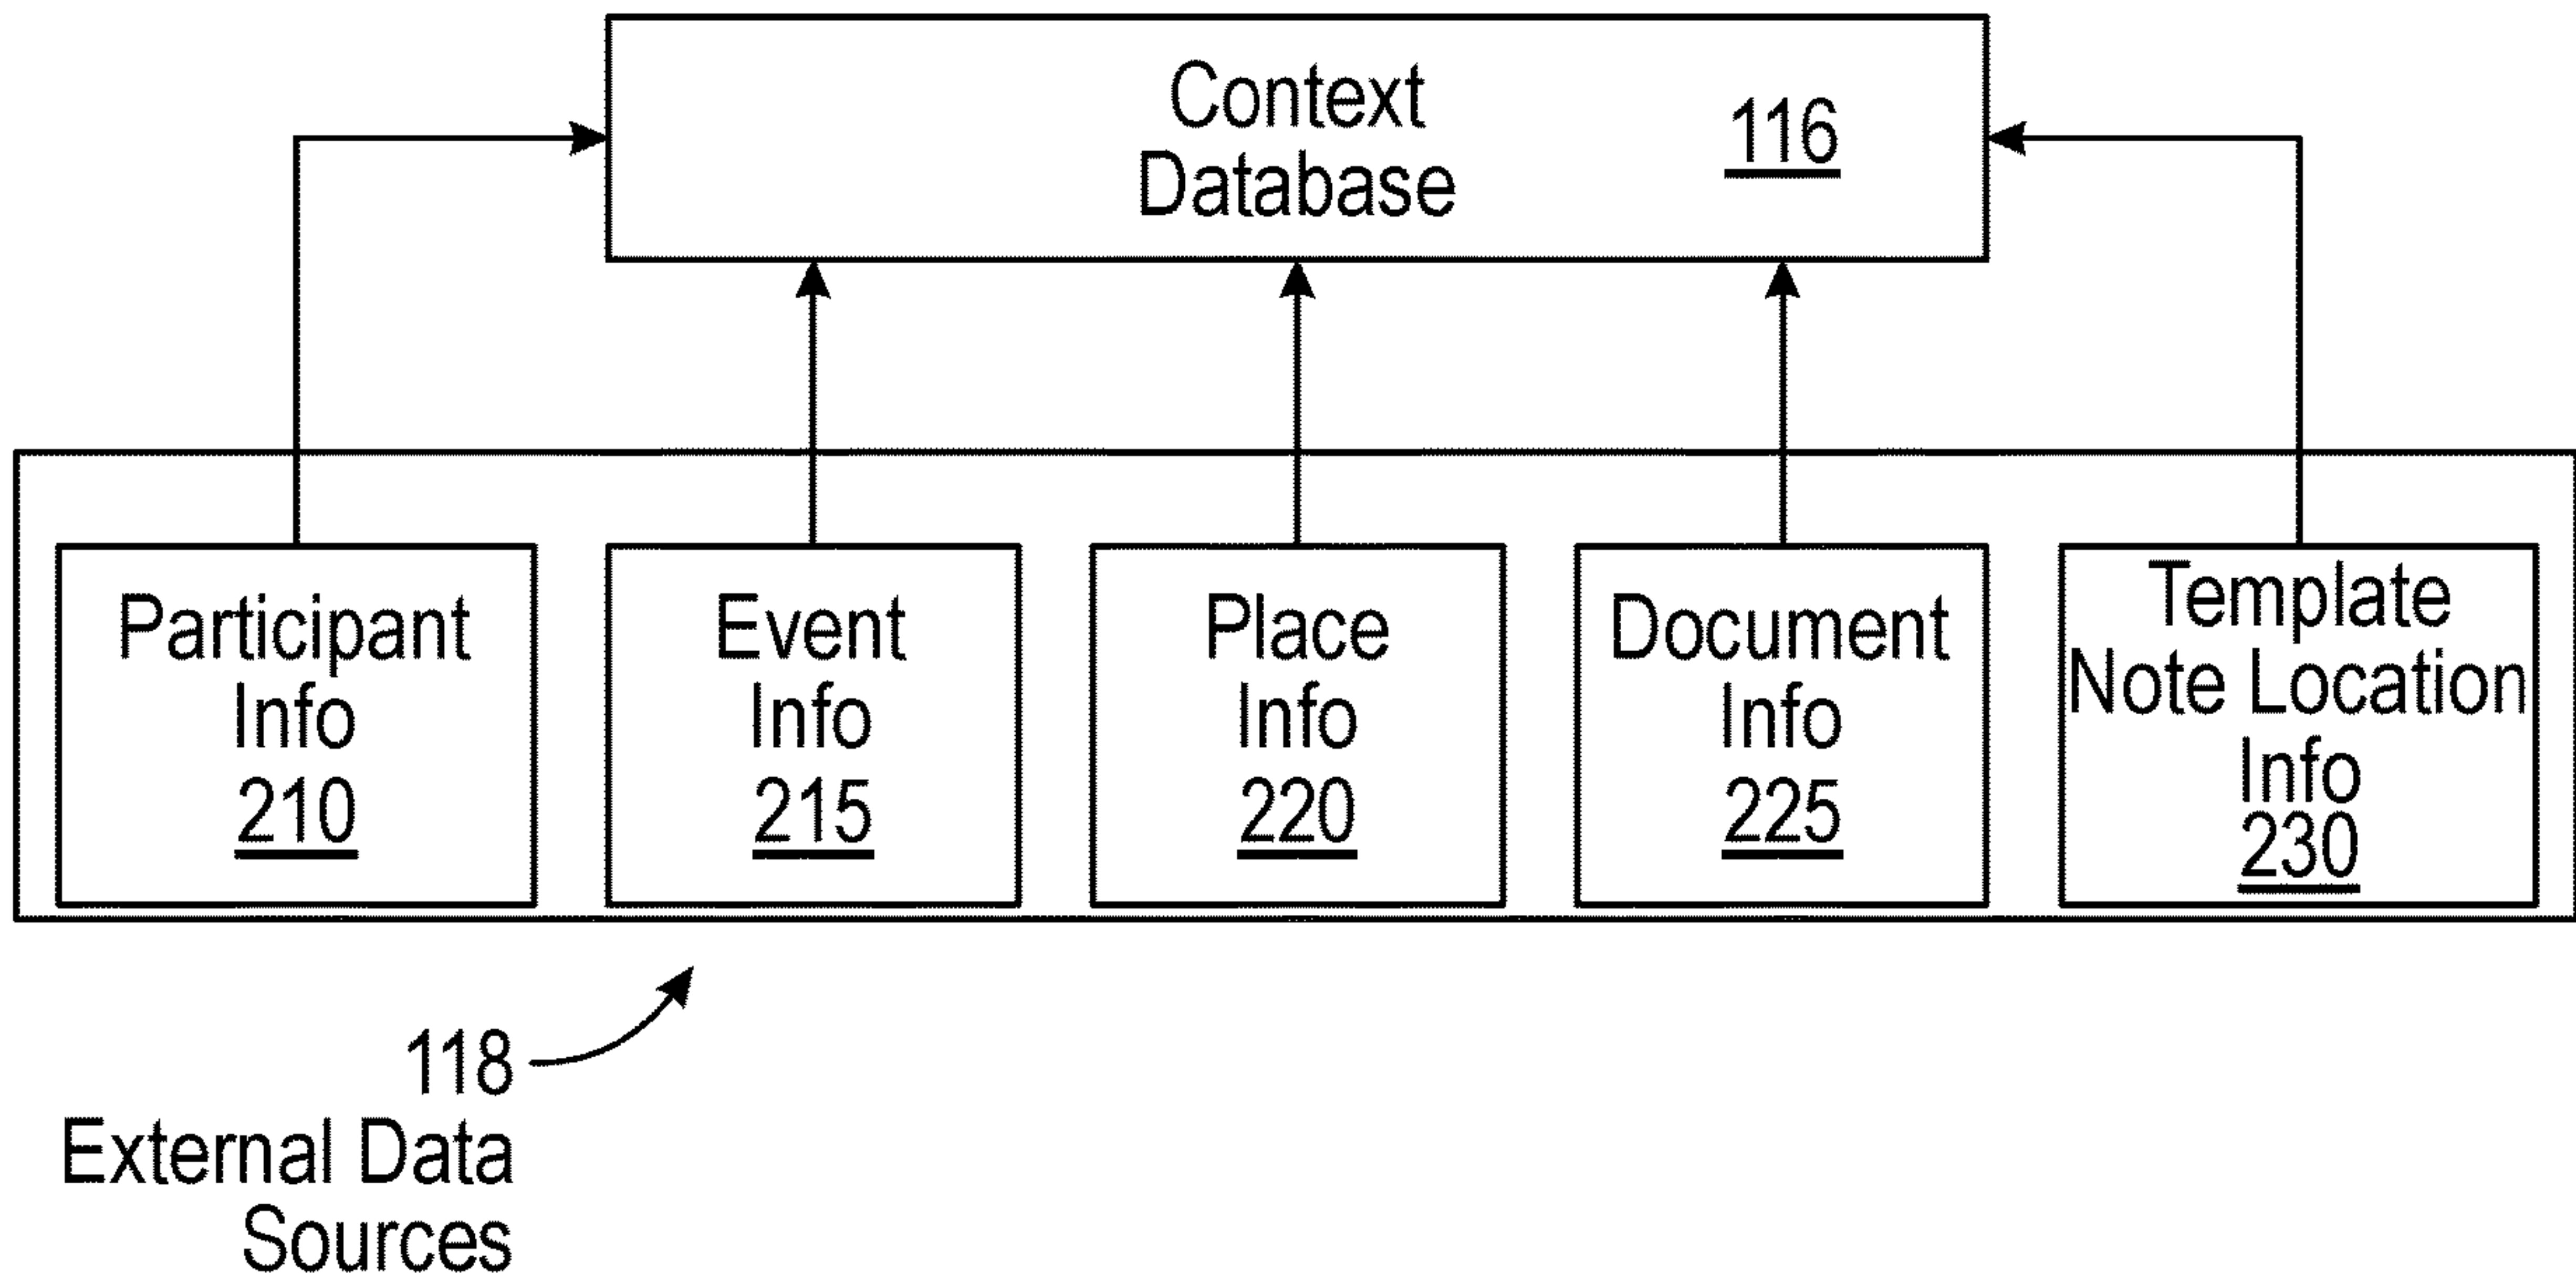 Context
Database
116
Participant
Info
210
Event
Info
215
Place
Info
220
Document
Info
225
Template
Note Location
Info
230
118
External Data
Sources